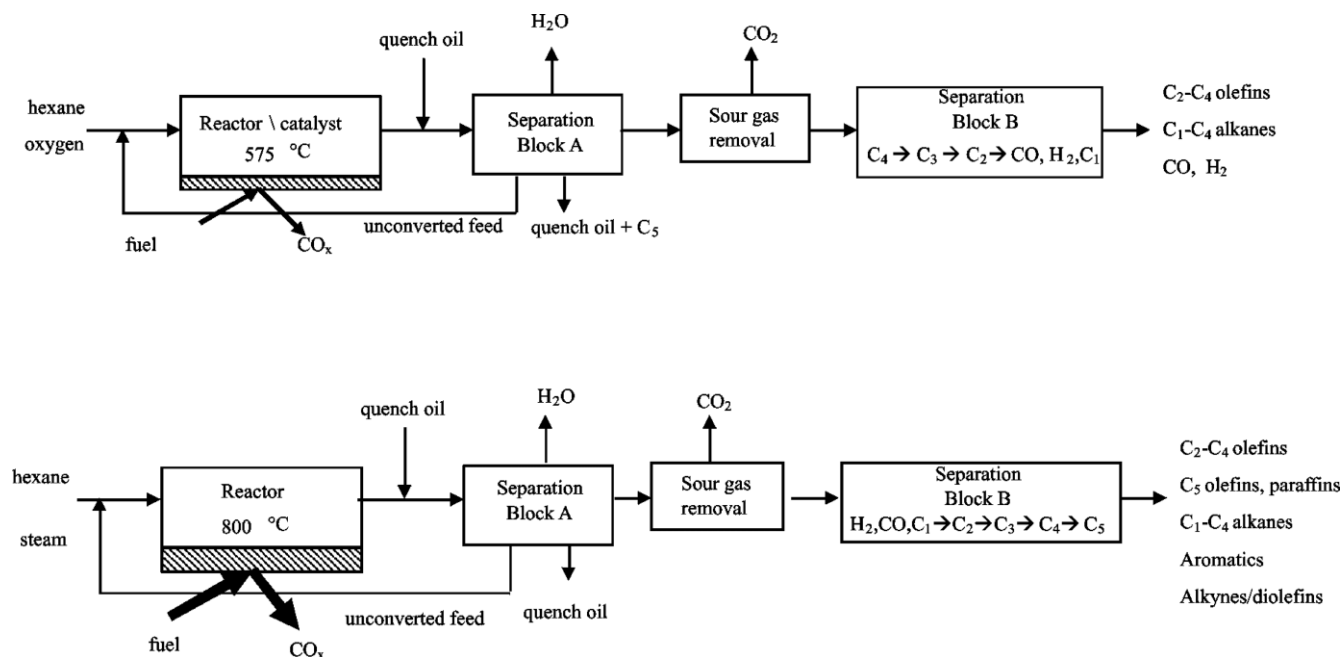 H₂O
CO₂
quench oil
hexane
oxygen
Reactor \ catalyst
575 °C
Separation
Block A
Sour gas
removal
Separation
Block B
C₄ → C₃ → C₂ → CO, H₂,C₁
C₂-C₄ olefins
C₁-C₄ alkanes
CO, H₂
fuel
COₓ
unconverted feed
quench oil + C₅
H₂O
CO₂
quench oil
hexane
steam
Reactor
800 °C
Separation
Block A
Sour gas
removal
Separation
Block B
H₂,CO,C₁→C₂→C₃→C₄→C₅
C₂-C₄ olefins
C₅ olefins, paraffins
C₁-C₄ alkanes
Aromatics
Alkynes/diolefins
fuel
COₓ
unconverted feed
quench oil